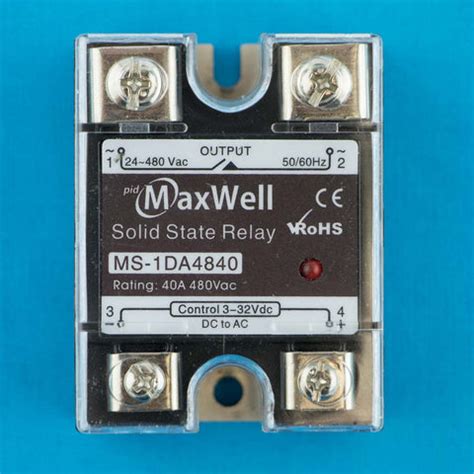 OUTPUT
~ 24~480 Vac 50/60Hz ~
1 2
pid MaxWell CE
Solid State Relay RoHS
MS-1DA4840
Rating: 40A 480Vac
3 Control 3-32Vdc 4
- DC to AC +